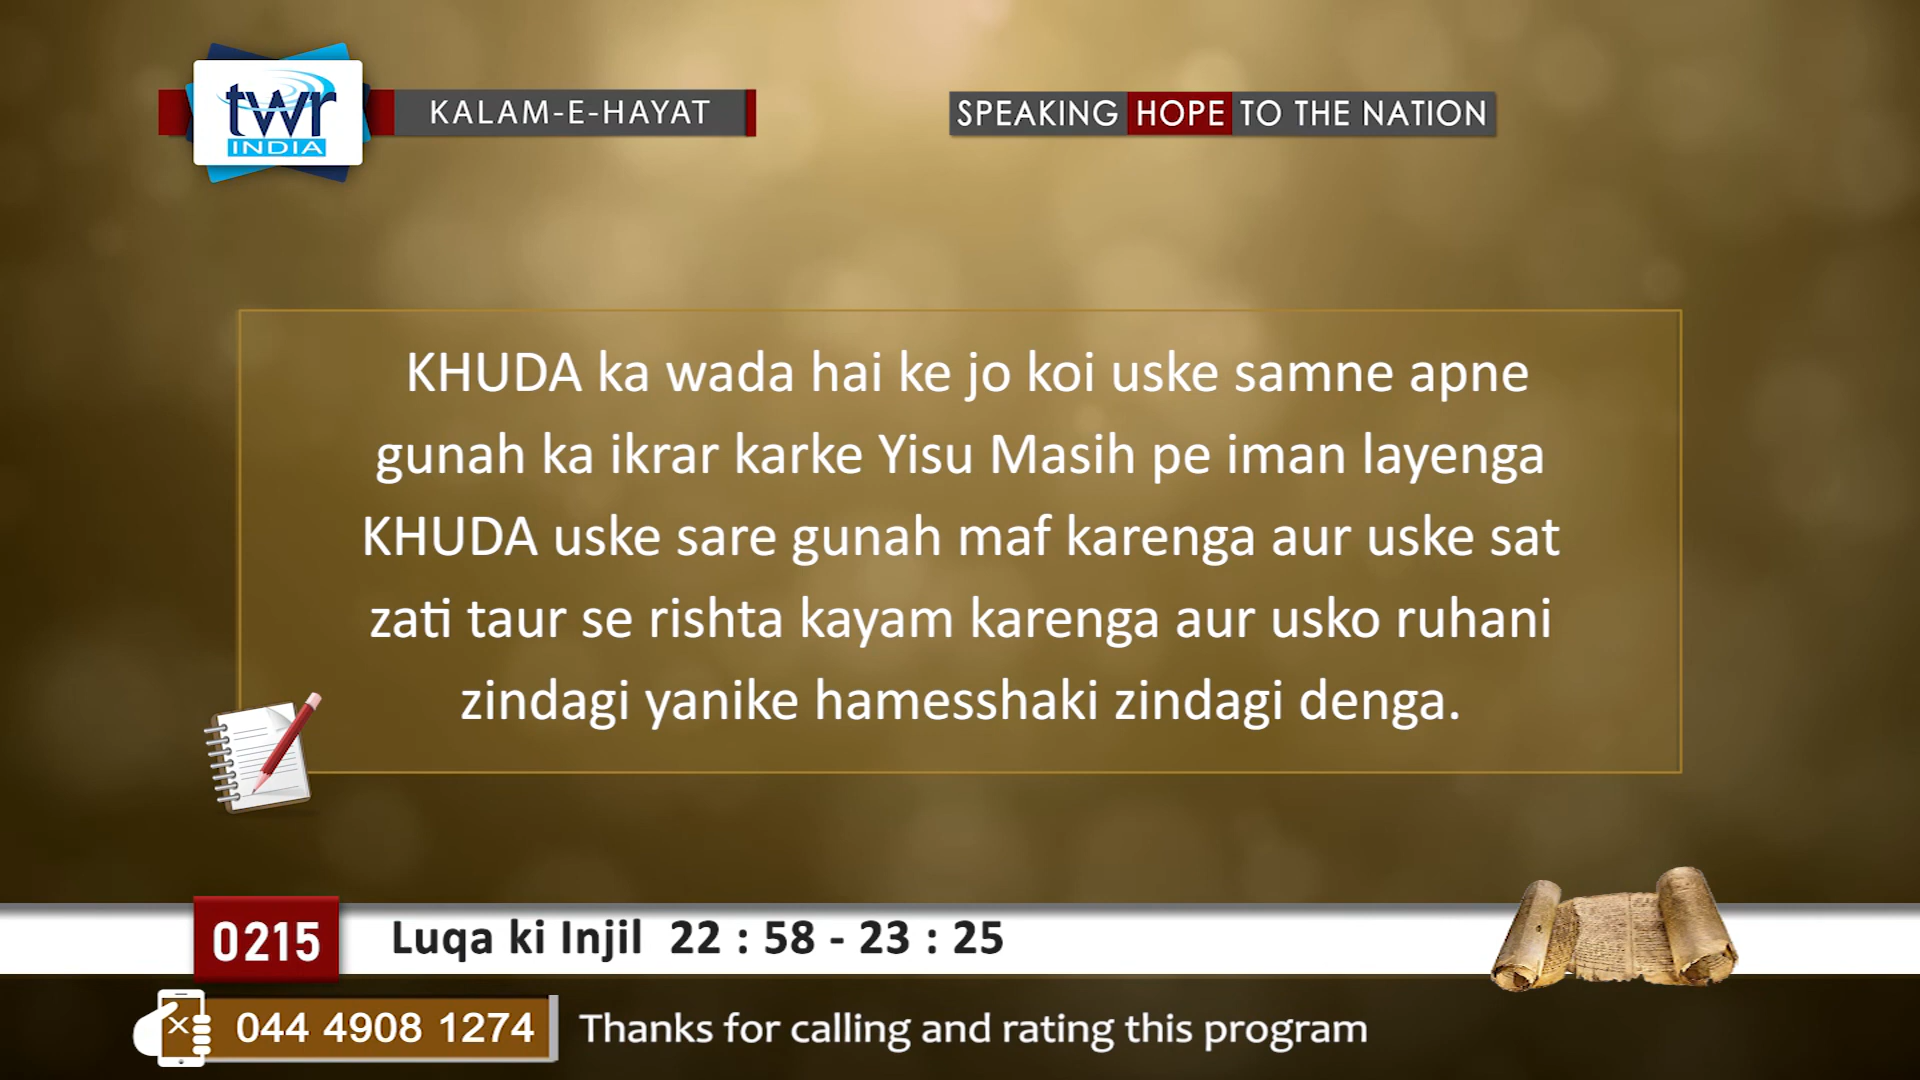 twr
INDIA
KALAM-E-HAYAT
SPEAKING HOPE TO THE NATION
KHUDA ka wada hai ke jo koi uske samne apne
gunah ka ikrar karke Yisu Masih pe iman layenga
KHUDA uske sare gunah maf karenga aur uske sat
zati taur se rishta kayam karenga aur usko ruhani
zindagi yanike hamesshaki zindagi denga.
0215
Luqa ki Injil 22 : 58 - 23 : 25
044 4908 1274
Thanks for calling and rating this program